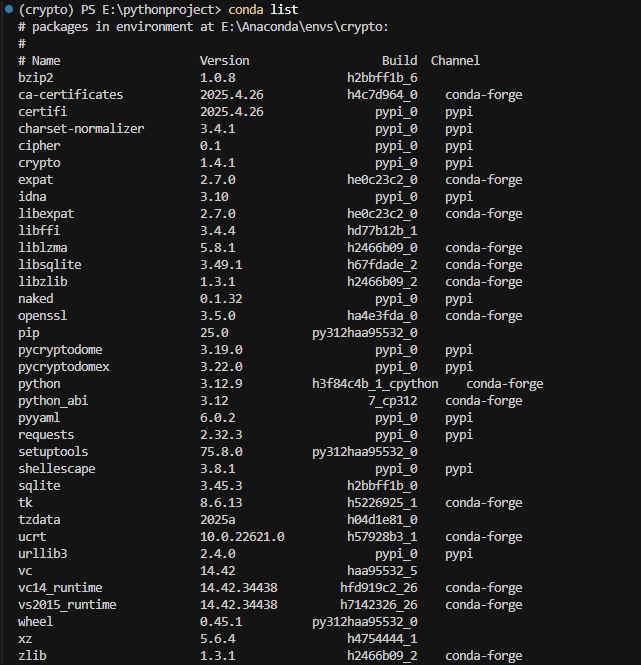 (crypto) PS E:\pythonproject> conda list
# packages in environment at E:\Anaconda\envs\crypto:
#
# Name Version Build Channel
bzip2 1.0.8 h2bbff1b_6
ca-certificates 2025.4.26 h4c7d964_0 conda-forge
certifi 2025.4.26 pypi_0 pypi
charset-normalizer 3.4.1 pypi_0 pypi
cipher 0.1 pypi_0 pypi
crypto 1.4.1 pypi_0 pypi
expat 2.7.0 he0c23c2_0 conda-forge
idna 3.10 pypi_0 pypi
libexpat 2.7.0 he0c23c2_0 conda-forge
libffi 3.4.4 hd77b12b_1
liblzma 5.8.1 h2466b09_0 conda-forge
libsqlite 3.49.1 h67fdade_2 conda-forge
libzlib 1.3.1 h2466b09_2 conda-forge
naked 0.1.32 pypi_0 pypi
openssl 3.5.0 ha4e3fda_0 conda-forge
pip 25.0 py312haa95532_0
pycryptodome 3.19.0 pypi_0 pypi
pycryptodomex 3.22.0 pypi_0 pypi
python 3.12.9 h3f84c4b_1_cpython conda-forge
python_abi 3.12 7_cp312 conda-forge
pyyaml 6.0.2 pypi_0 pypi
requests 2.32.3 pypi_0 pypi
setuptools 75.8.0 py312haa95532_0
shellescape 3.8.1 pypi_0 pypi
sqlite 3.45.3 h2bbff1b_0
tk 8.6.13 h5226925_1 conda-forge
tzdata 2025a h04d1e81_0
ucrt 10.0.22621.0 h57928b3_1 conda-forge
urllib3 2.4.0 pypi_0 pypi
vc 14.42 haa95532_5
vc14_runtime 14.42.34438 hfd919c2_26 conda-forge
vs2015_runtime 14.42.34438 h7142326_26 conda-forge
wheel 0.45.1 py312haa95532_0
xz 5.6.4 h4754444_1
zlib 1.3.1 h2466b09_2 conda-forge